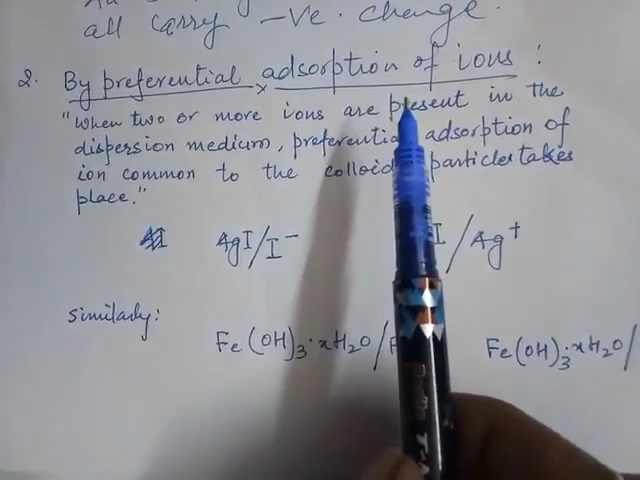 all carry -ve. change.
2. By preferential adsorption of ions :
"When two or more ions are present in the
dispersion medium, preferential adsorption of
ion common to the colloid particles takes
place."
AgI/I⁻ I/Ag⁺
similarly:
Fe(OH)₃·xH₂O/F Fe(OH)₃·xH₂O/